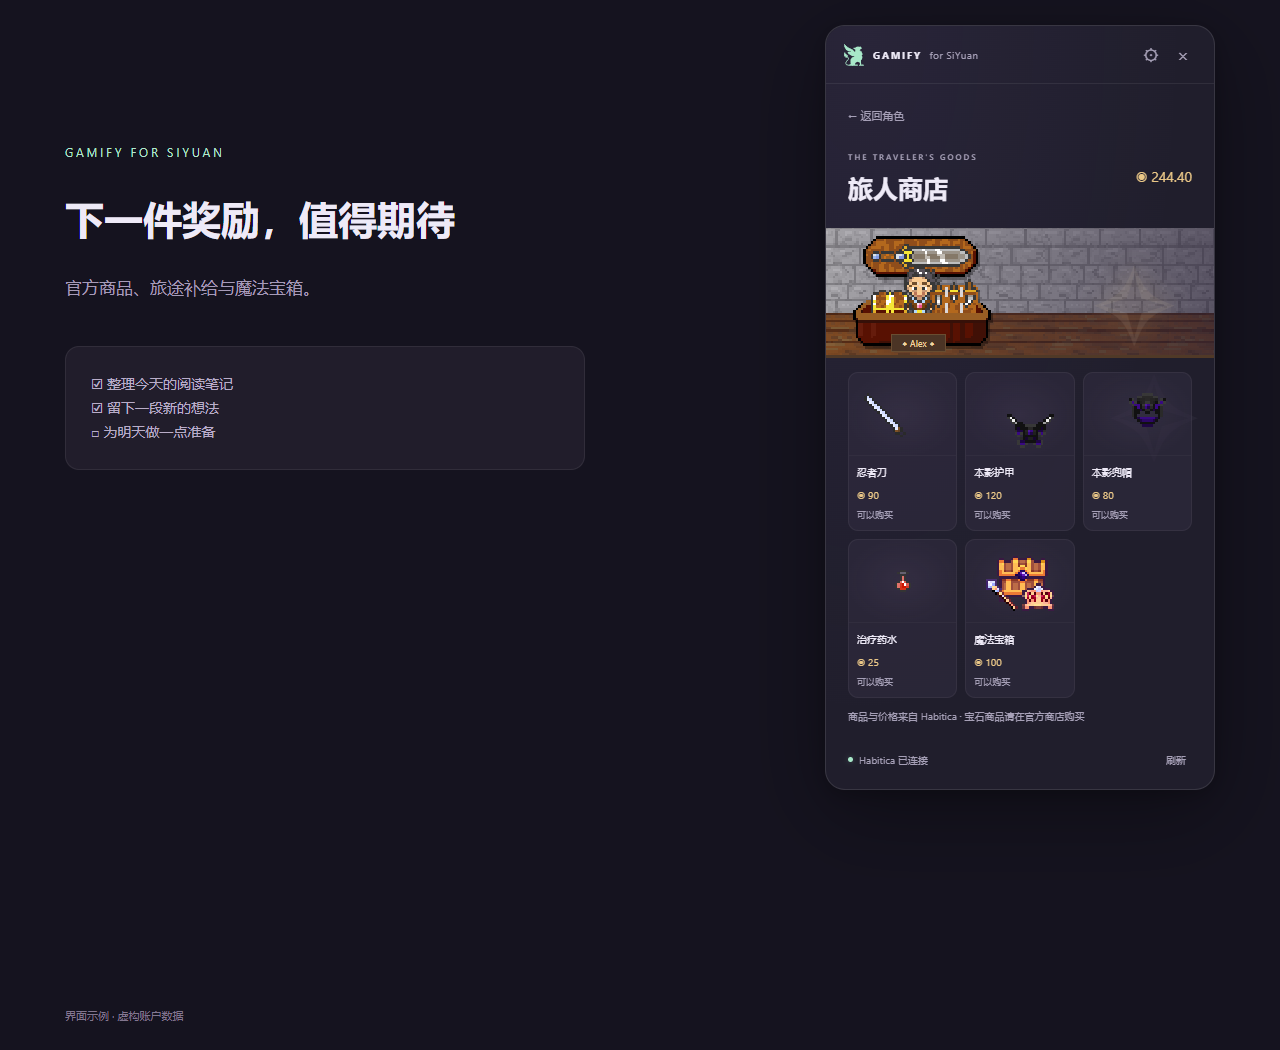 GAMIFY FOR SIYUAN
下一件奖励，值得期待
官方商品、旅途补给与魔法宝箱。
☑ 整理今天的阅读笔记
☑ 留下一段新的想法
□ 为明天做一点准备
界面示例 · 虚构账户数据
GAMIFY for SiYuan
← 返回角色
THE TRAVELER'S GOODS
旅人商店
244.40
Alex
忍者刀
90
可以购买
本影护甲
120
可以购买
本影兜帽
80
可以购买
治疗药水
25
可以购买
魔法宝箱
100
可以购买
商品与价格来自 Habitica · 宝石商品请在官方商店购买
Habitica 已连接
刷新